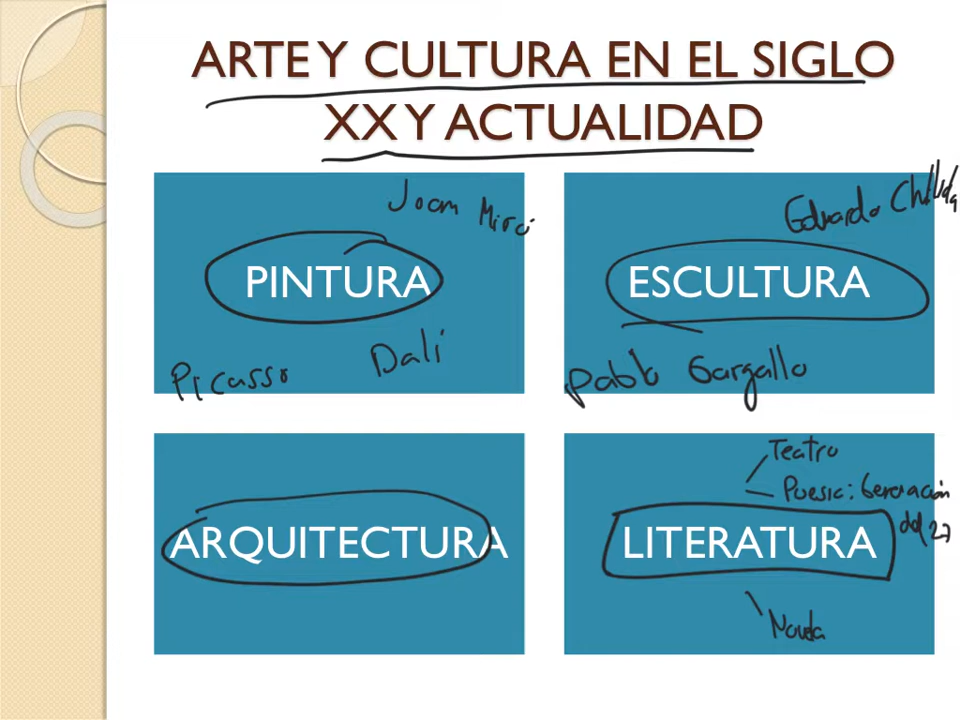 ARTE Y CULTURA EN EL SIGLO
XX Y ACTUALIDAD
Joan Miró
PINTURA
Dalí
Picasso
Eduardo Chillida
ESCULTURA
Pablo Gargallo
ARQUITECTURA
Teatro
Poesía: Generación
del 27
LITERATURA
Novela